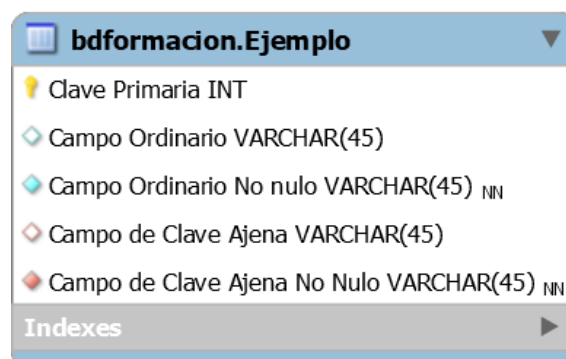 bdformacion.Ejemplo
Clave Primaria INT
Campo Ordinario VARCHAR(45)
Campo Ordinario No nulo VARCHAR(45) NN
Campo de Clave Ajena VARCHAR(45)
Campo de Clave Ajena No Nulo VARCHAR(45) NN
Indexes